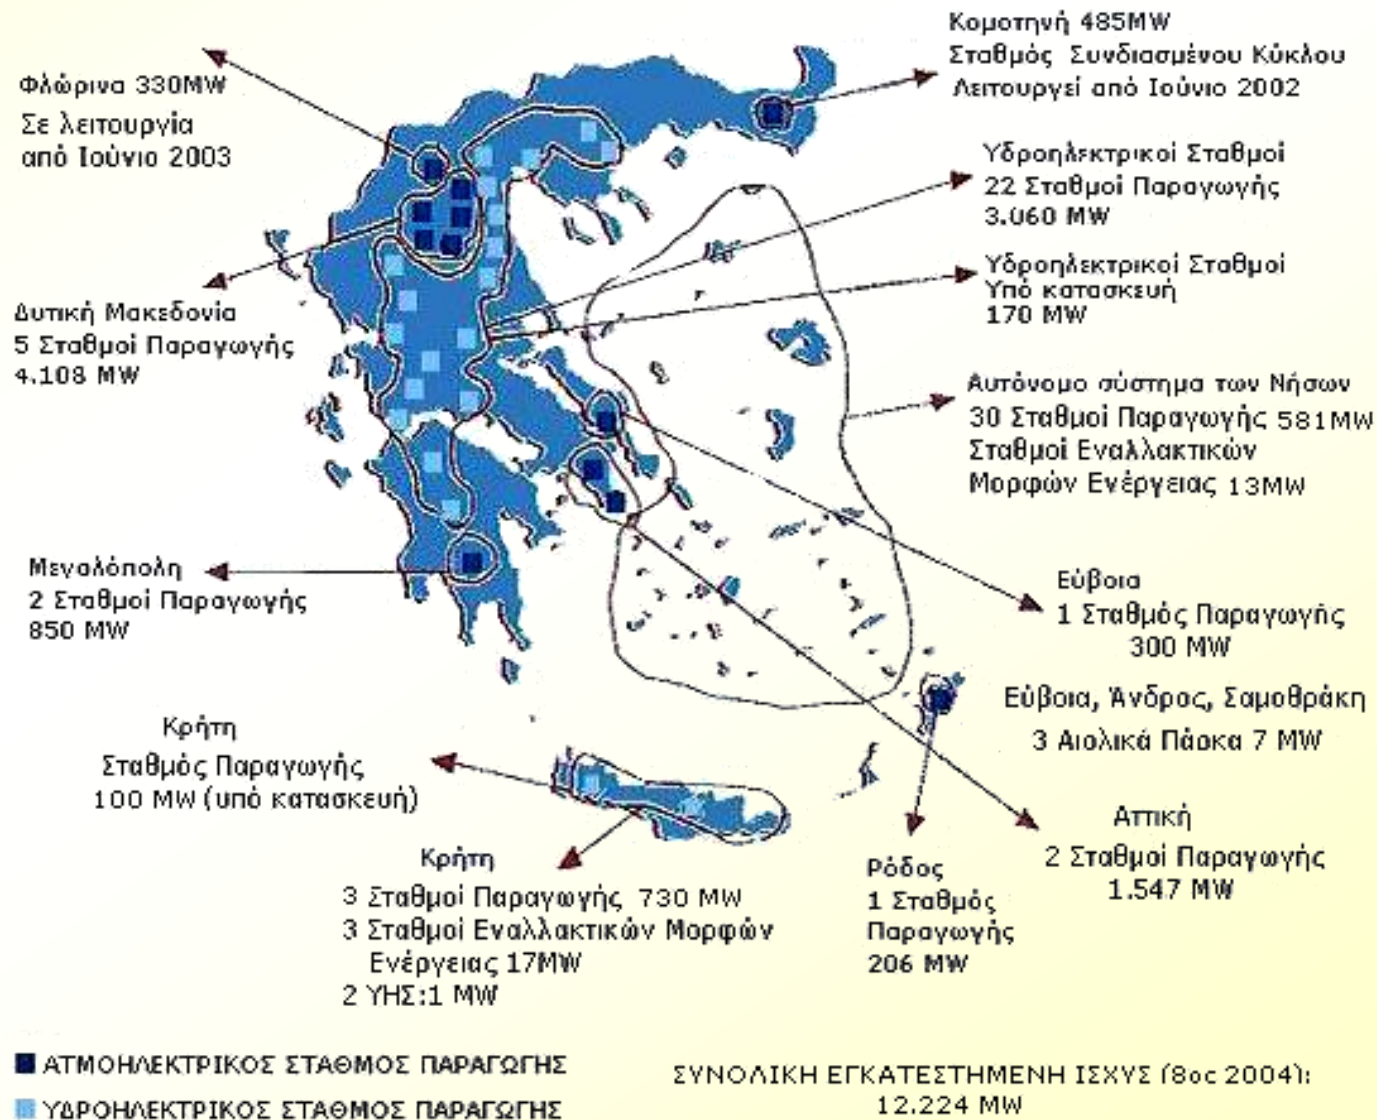 Φλώρινα 330MW
Σε λειτουργία
από Ιούνιο 2003
Κομοτηνή 485MW
Σταθμός Συνδιασμένου Κύκλου
Λειτουργεί από Ιούνιο 2002
Υδροηλεκτρικοί Σταθμοί
22 Σταθμοί Παραγωγής
3.060 MW
Υδροηλεκτρικοί Σταθμοί
Υπό κατασκευή
170 MW
Δυτική Μακεδονία
5 Σταθμοί Παραγωγής
4.108 MW
Αυτόνομο σύστημα των Νήσων
30 Σταθμοί Παραγωγής 581MW
Σταθμοί Εναλλακτικών
Μορφών Ενέργειας 13MW
Μεγαλόπολη
2 Σταθμοί Παραγωγής
850 MW
Εύβοια
1 Σταθμός Παραγωγής
300 MW
Εύβοια, Άνδρος, Σαμοθράκη
3 Αιολικά Πάρκα 7 MW
Κρήτη
Σταθμός Παραγωγής
100 MW (υπό κατασκευή)
Κρήτη
3 Σταθμοί Παραγωγής 730 MW
3 Σταθμοί Εναλλακτικών Μορφών
Ενέργειας 17MW
2 ΥΗΣ:1 MW
Ρόδος
1 Σταθμός
Παραγωγής
206 MW
Αττική
2 Σταθμοί Παραγωγής
1.547 MW
ΑΤΜΟΗΛΕΚΤΡΙΚΟΣ ΣΤΑΘΜΟΣ ΠΑΡΑΓΩΓΗΣ
ΥΔΡΟΗΛΕΚΤΡΙΚΟΣ ΣΤΑΘΜΟΣ ΠΑΡΑΓΩΓΗΣ
ΣΥΝΟΛΙΚΗ ΕΓΚΑΤΕΣΤΗΜΕΝΗ ΙΣΧΥΣ (8ος 2004):
12.224 MW